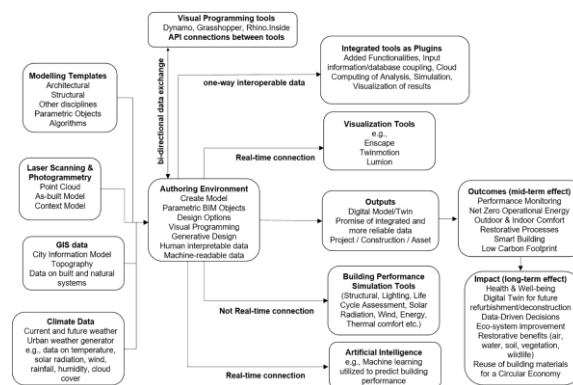 Visual Programming tools
Dynamo, Grasshopper, Rhino.Inside
API connections between tools
Integrated tools as Plugins
Added Functionalities, Input
information/database coupling, Cloud
Computing of Analysis, Simulation,
Visualization of results
bi-directional data exchange
one-way interoperable data
Modelling Templates
Architectural
Structural
Other disciplines
Parametric Objects
Algorithms
Visualization Tools
e.g.,
Enscape
Twinmotion
Lumion
Real-time connection
Laser Scanning &
Photogrammetry
Point Cloud
As-built Model
Context Model
Authoring Environment
Create Model
Parametric BIM Objects
Design Options
Visual Programming
Generative Design
Human interpretable data
Machine-readable data
Outputs
Digital Model/Twin
Promise of integrated and
more reliable data
Project / Construction / Asset
Outcomes (mid-term effect)
Performance Monitoring
Net Zero Operational Energy
Outdoor & Indoor Comfort
Restorative Processes
Smart Building
Low Carbon Footprint
GIS data
City Information Model
Topography
Data on built and natural
systems
Building Performance
Simulation Tools
(Structural, Lighting, Life
Cycle Assessment, Solar
Radiation, Wind, Energy,
Thermal comfort etc.)
Not Real-time connection
Impact (long-term effect)
Health & Well-being
Digital Twin for future
refurbishment/deconstruction
Data-Driven Decisions
Eco-system improvement
Restorative benefits (air,
water, soil, vegetation,
wildlife)
Reuse of building materials
for a Circular Economy
Climate Data
Current and future weather
Urban weather generator
e.g., data on temperature,
solar radiation, wind,
rainfall, humidity, cloud
cover
Artificial Intelligence
e.g., Machine learning
utilized to predict building
performance
Real-time connection